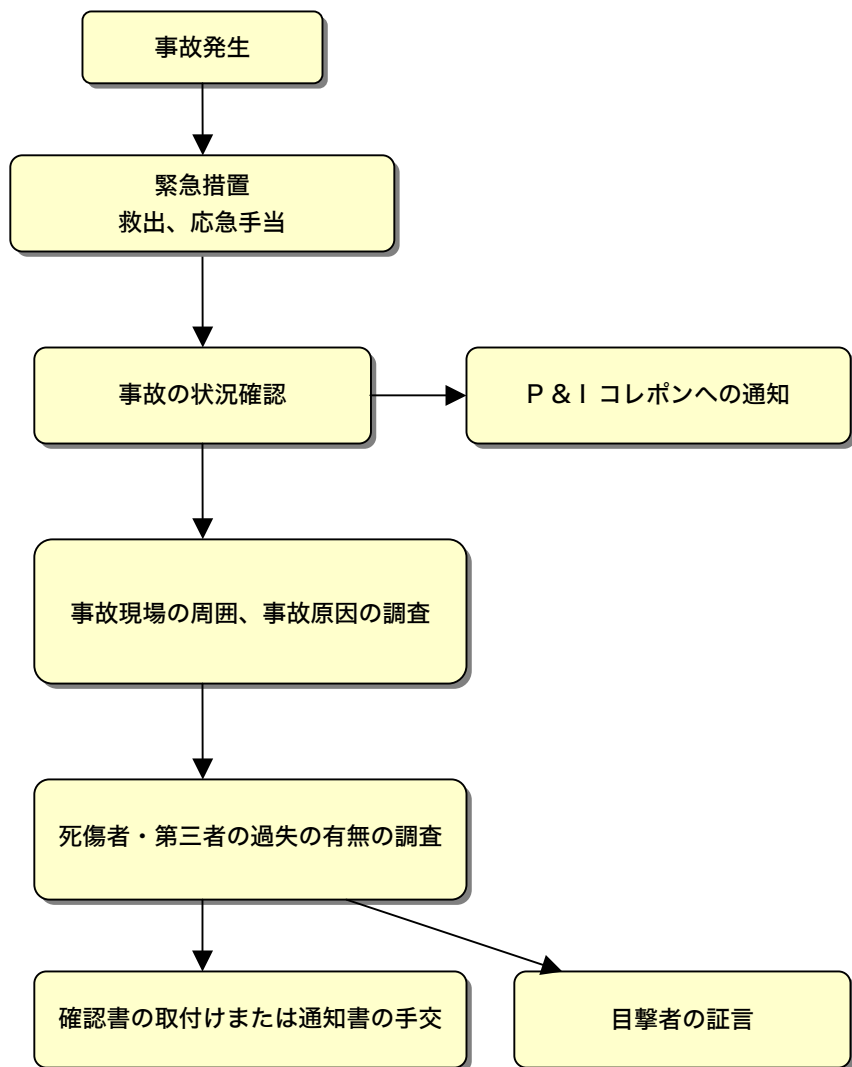 事故発生
緊急措置
救出、応急手当
事故の状況確認
Ｐ＆Ｉ コレポンへの通知
事故現場の周囲、事故原因の調査
死傷者・第三者の過失の有無の調査
確認書の取付けまたは通知書の手交
目撃者の証言